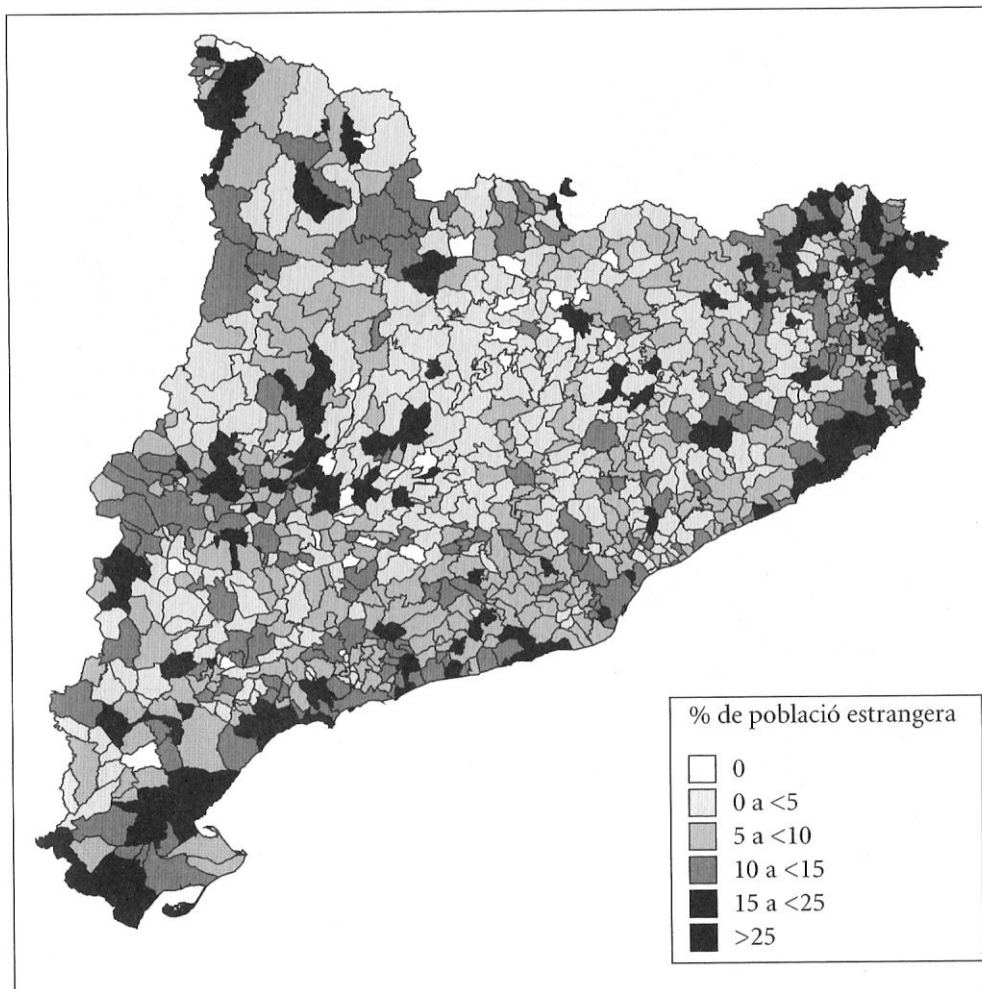 % de població estrangera
0
0 a <5
5 a <10
10 a <15
15 a <25
>25